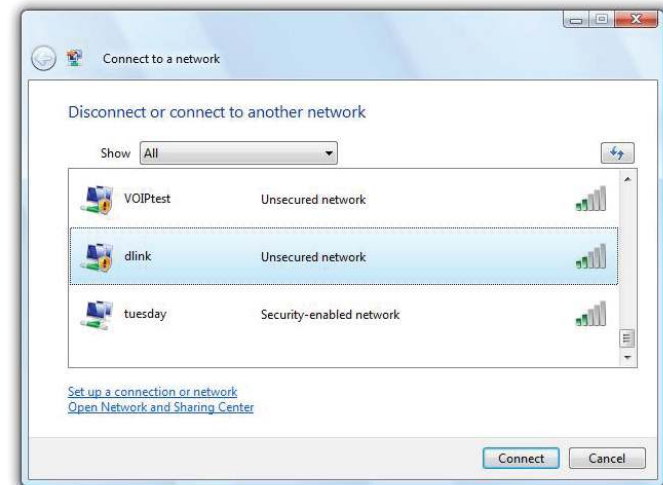 Connect to a network
Disconnect or connect to another network
Show All
VOIPtest Unsecured network
dlink Unsecured network
tuesday Security-enabled network
Set up a connection or network
Open Network and Sharing Center
Connect Cancel